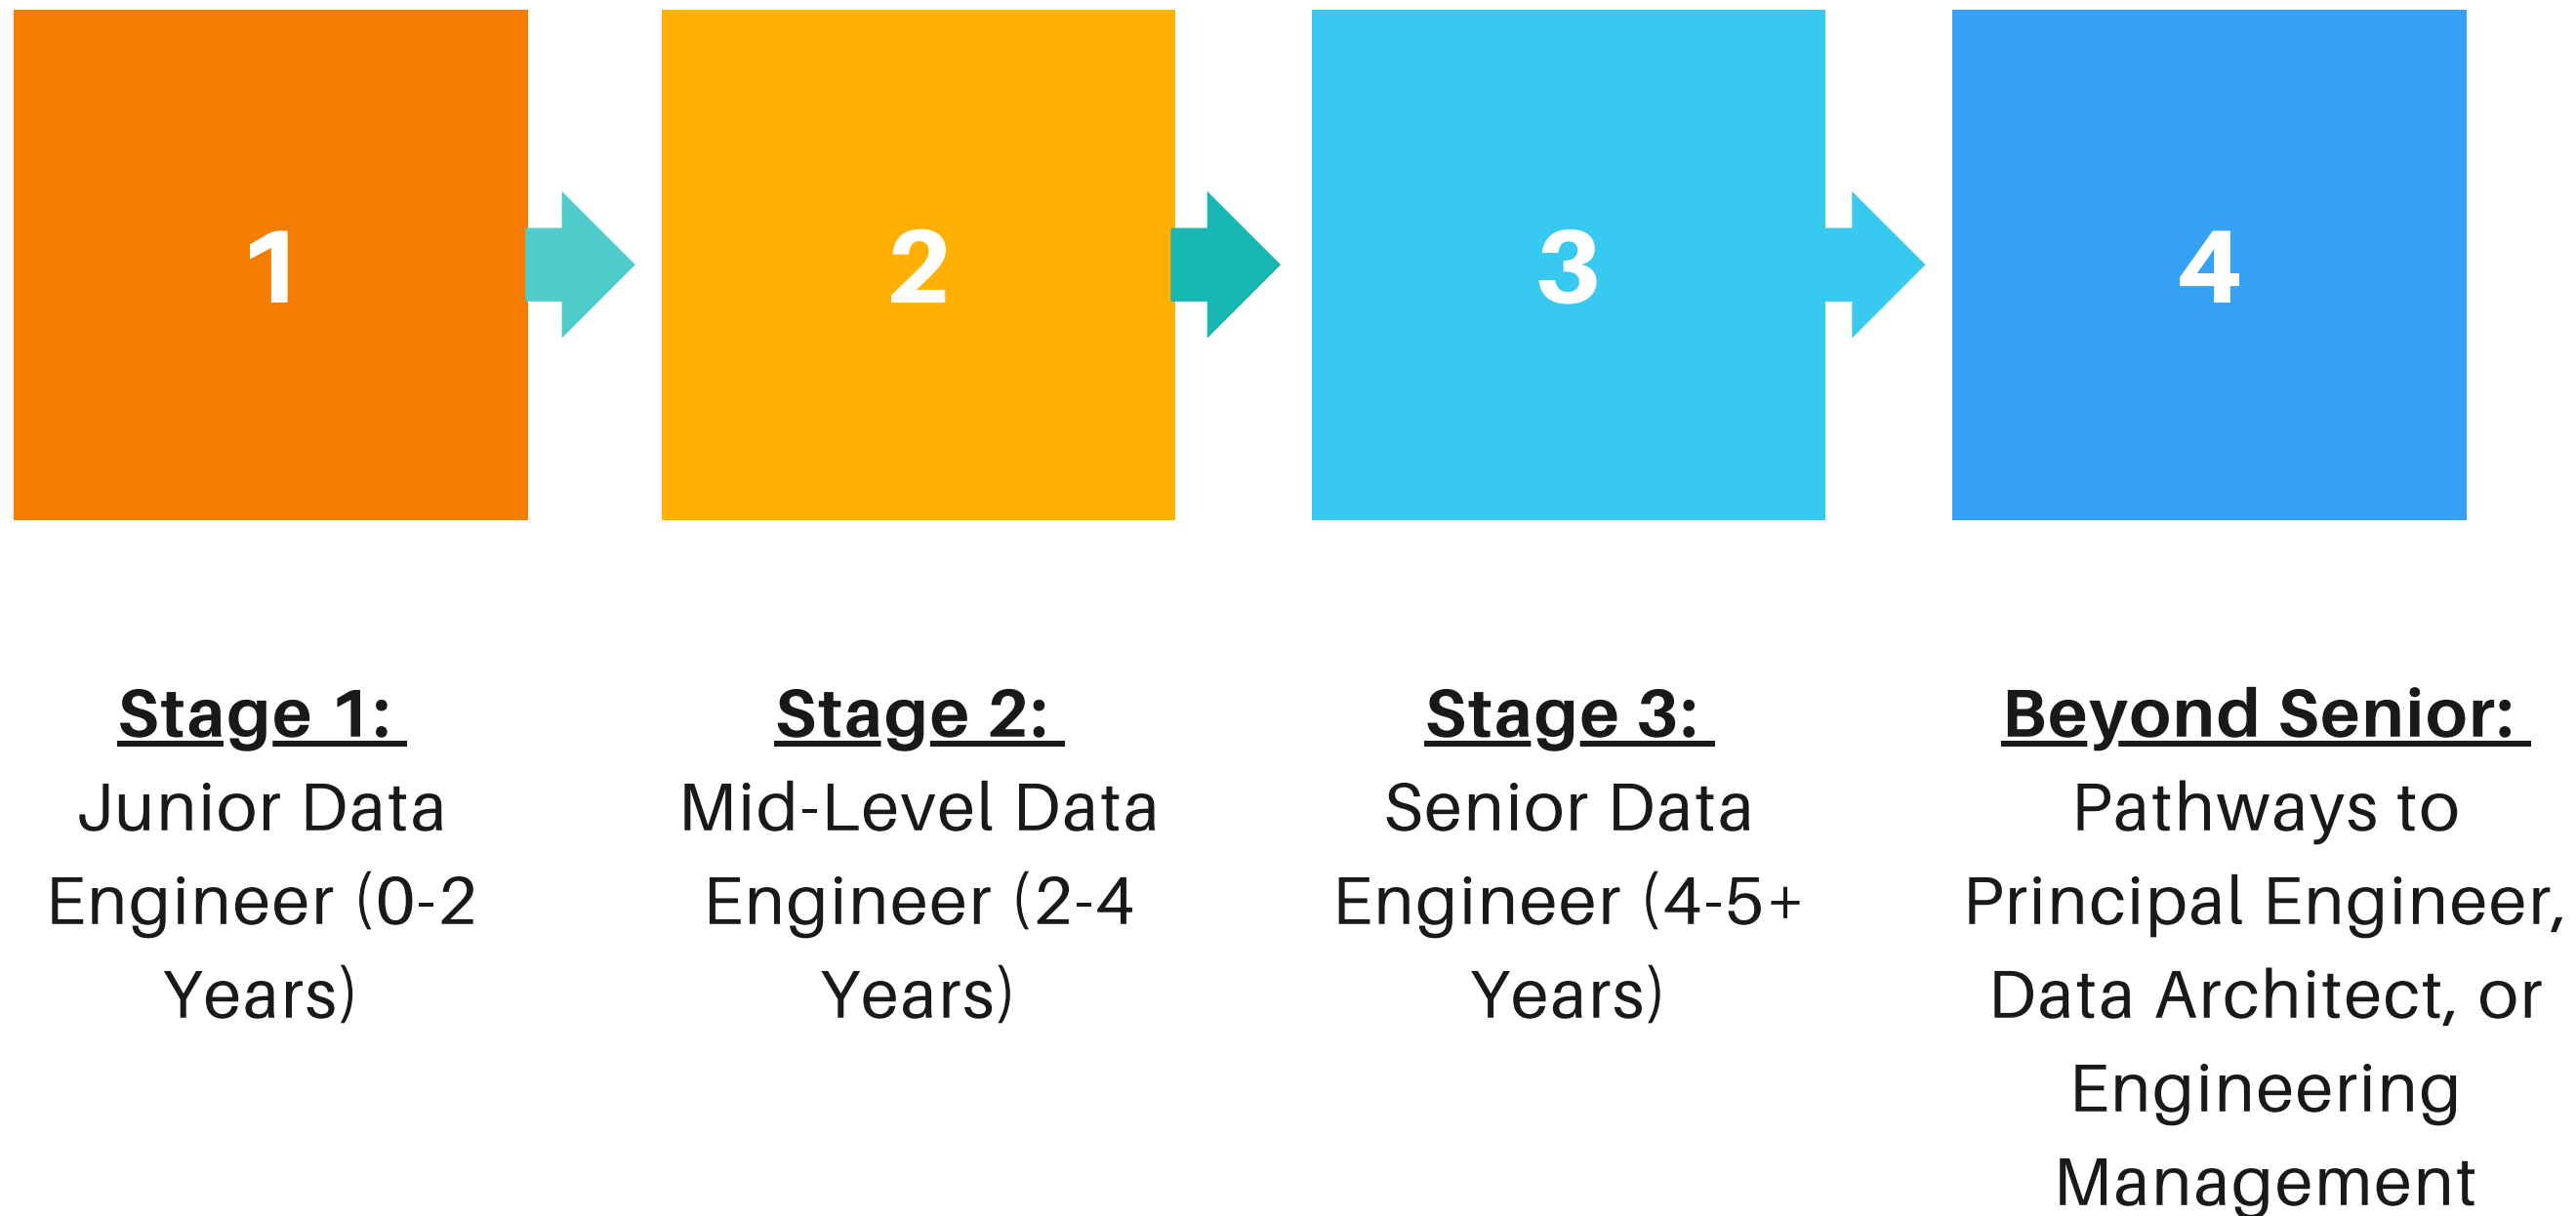 1
2
3
4
Stage 1:
Junior Data
Engineer (0-2
Years)
Stage 2:
Mid-Level Data
Engineer (2-4
Years)
Stage 3:
Senior Data
Engineer (4-5+
Years)
Beyond Senior:
Pathways to
Principal Engineer,
Data Architect, or
Engineering
Management